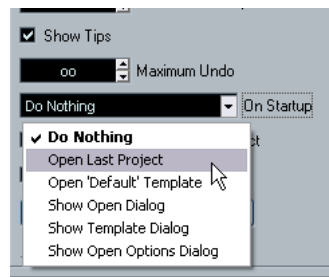 Show Tips
oo Maximum Undo
Do Nothing On Startup
Do Nothing
Open Last Project
Open 'Default' Template
Show Open Dialog
Show Template Dialog
Show Open Options Dialog